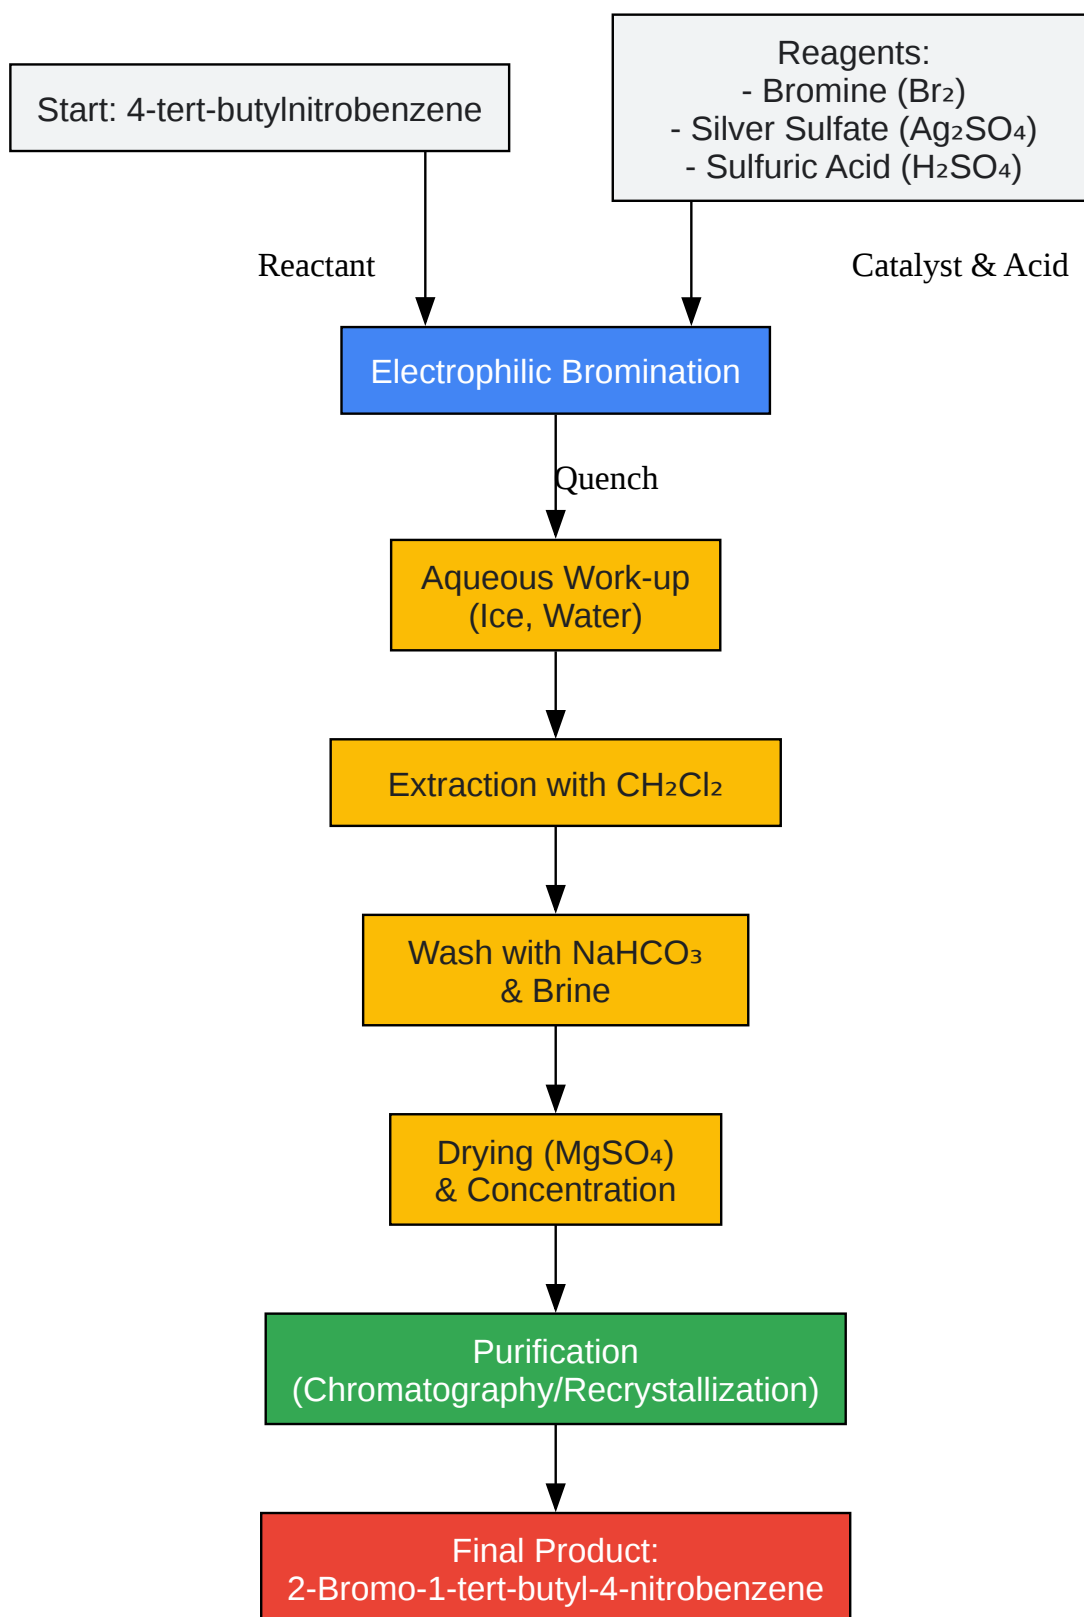 Start: 4-tert-butylnitrobenzene
Reagents:
- Bromine (Br₂)
- Silver Sulfate (Ag₂SO₄)
- Sulfuric Acid (H₂SO₄)
Reactant
Catalyst & Acid
Electrophilic Bromination
Quench
Aqueous Work-up
(Ice, Water)
Extraction with CH₂Cl₂
Wash with NaHCO₃
& Brine
Drying (MgSO₄)
& Concentration
Purification
(Chromatography/Recrystallization)
Final Product:
2-Bromo-1-tert-butyl-4-nitrobenzene